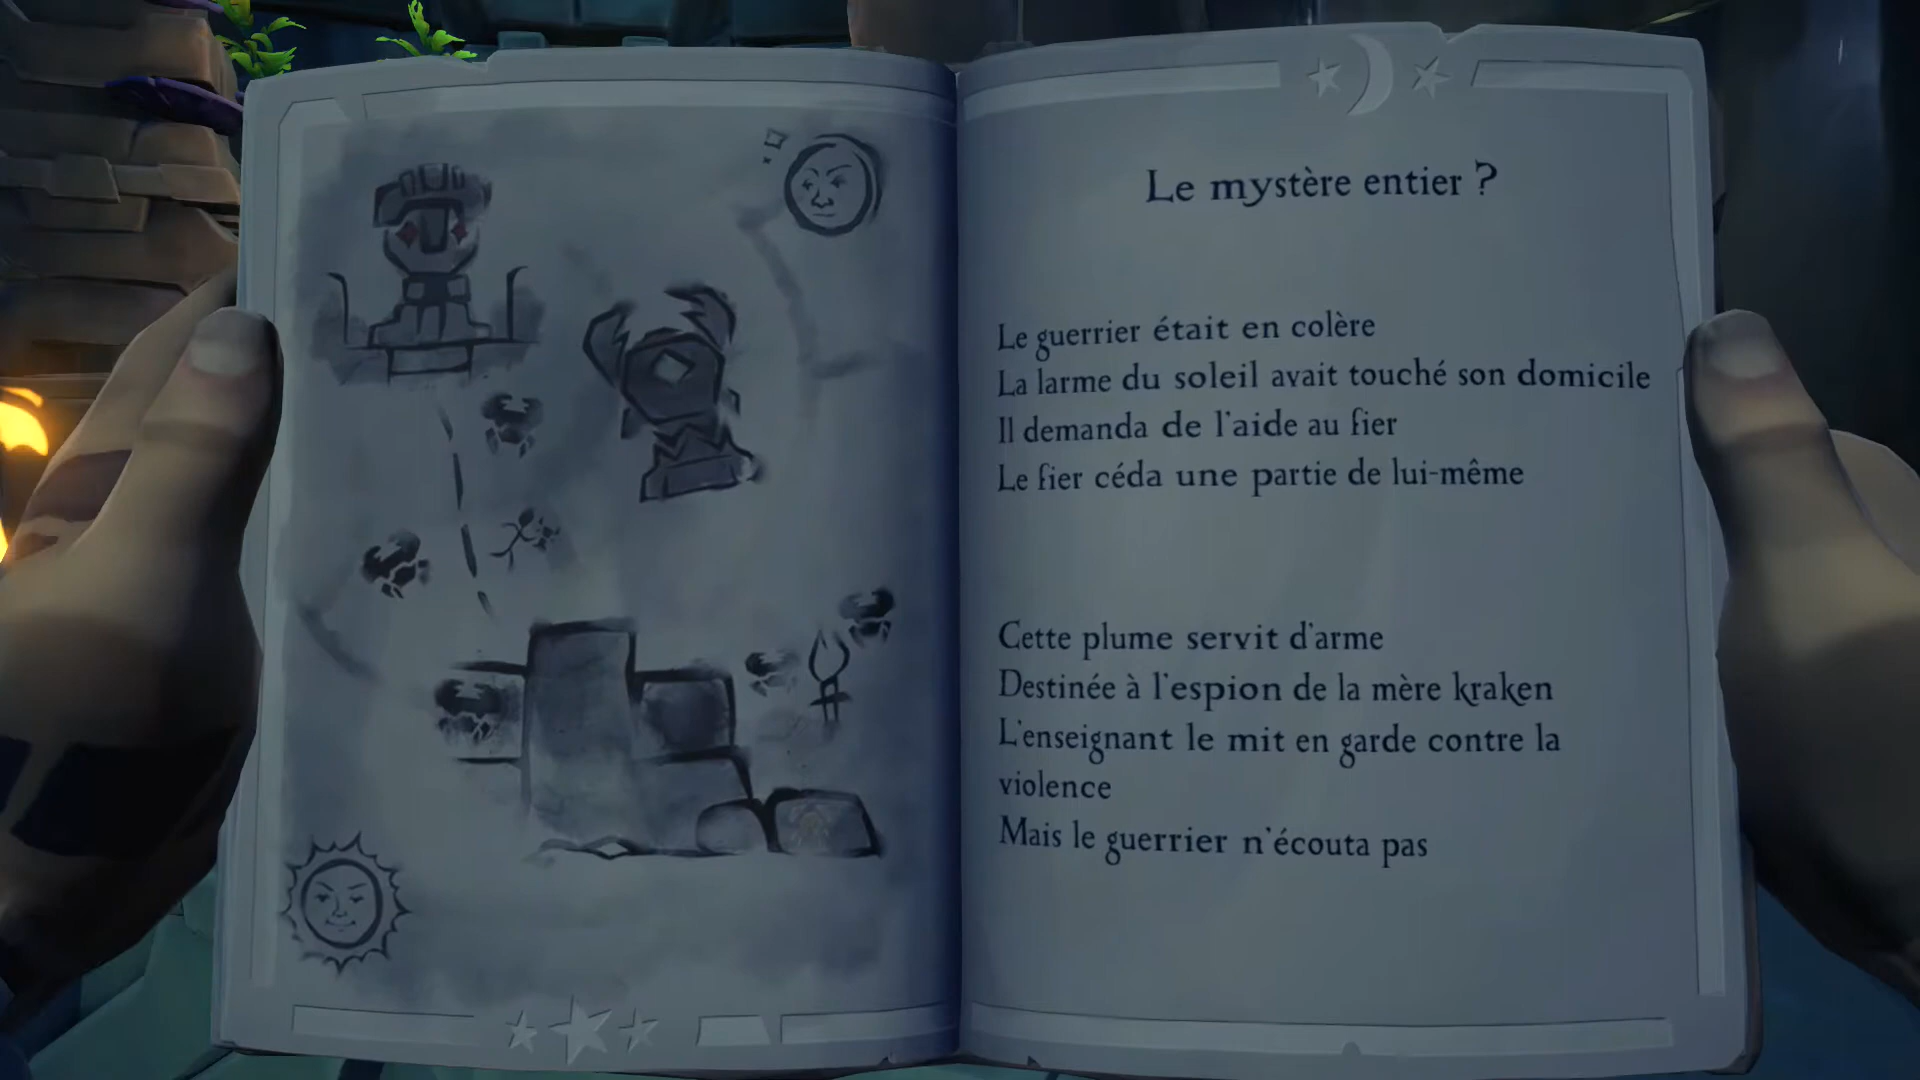 Le mystère entier ?
Le guerrier était en colère
La larme du soleil avait touché son domicile
Il demanda de l'aide au fier
Le fier céda une partie de lui-même
Cette plume servit d'arme
Destinée à l'espion de la mère kraken
L'enseignant le mit en garde contre la
violence
Mais le guerrier n'écouta pas